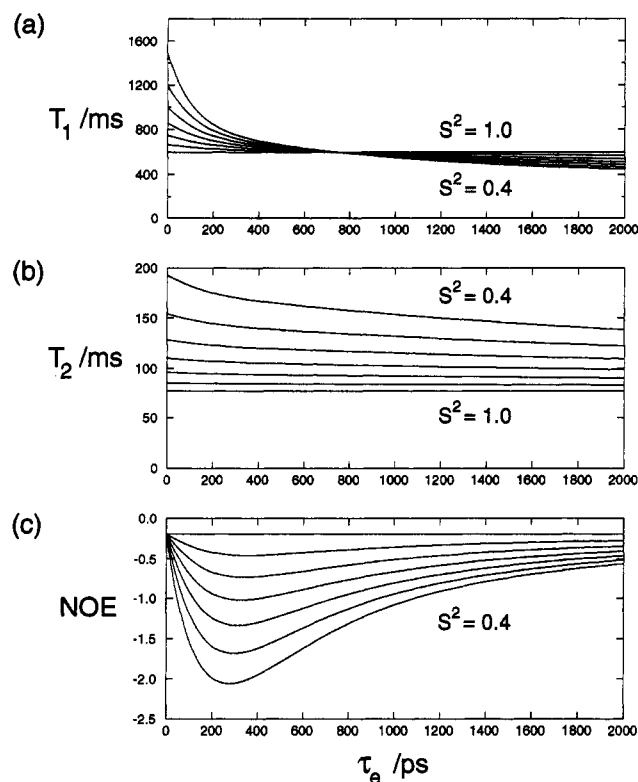 (a)
1600
1200
T₁ /ms
800
400
0
S² = 1.0
S² = 0.4
0 200 400 600 800 1000 1200 1400 1600 1800 2000
(b)
200
150
T₂ /ms
100
50
0
S² = 0.4
S² = 1.0
0 200 400 600 800 1000 1200 1400 1600 1800 2000
(c)
0.0
-0.5
NOE
-1.0
-1.5
-2.0
-2.5
S² = 0.4
0 200 400 600 800 1000 1200 1400 1600 1800 2000
τₑ /ps